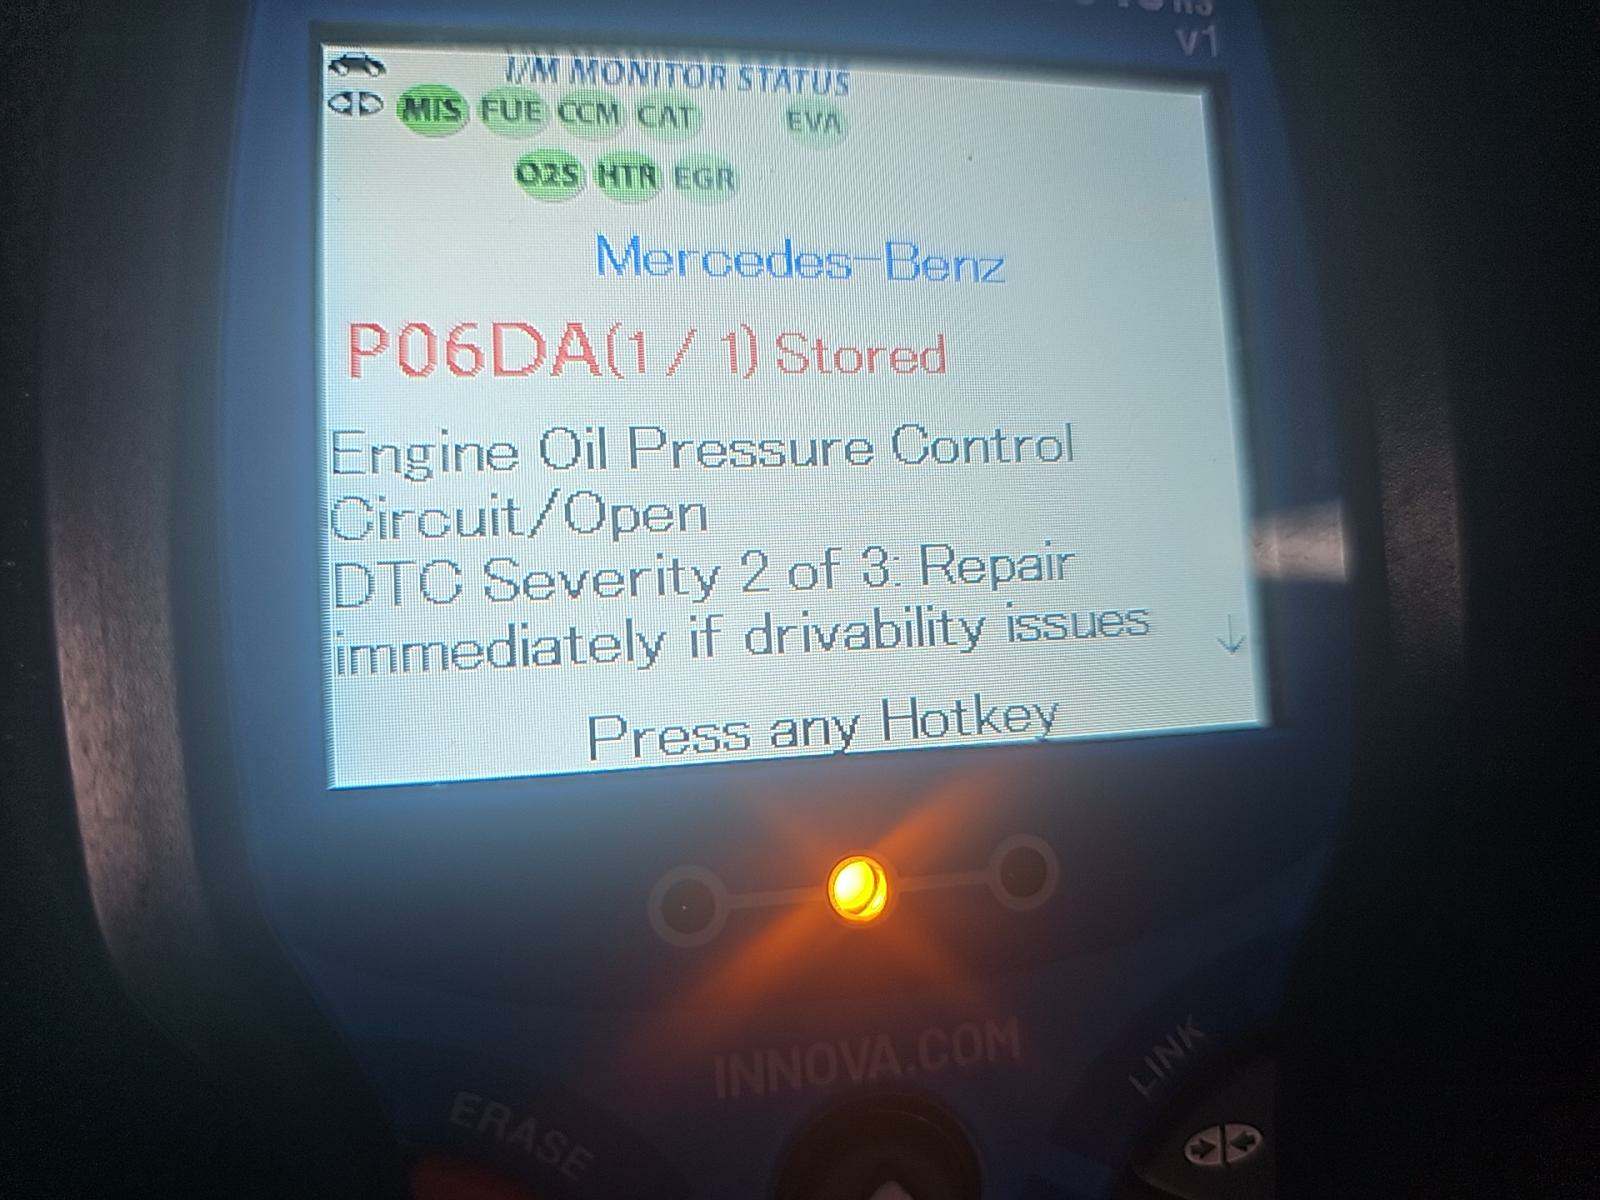 V1
I/M MONITOR STATUS
MIS FUE CCM CAT EVA
O2S HTR EGR
Mercedes-Benz
P06DA(1 / 1) Stored
Engine Oil Pressure Control
Circuit/Open
DTC Severity 2 of 3: Repair
immediately if drivability issues
Press any Hotkey
INNOVA.COM
ERASE
LINK